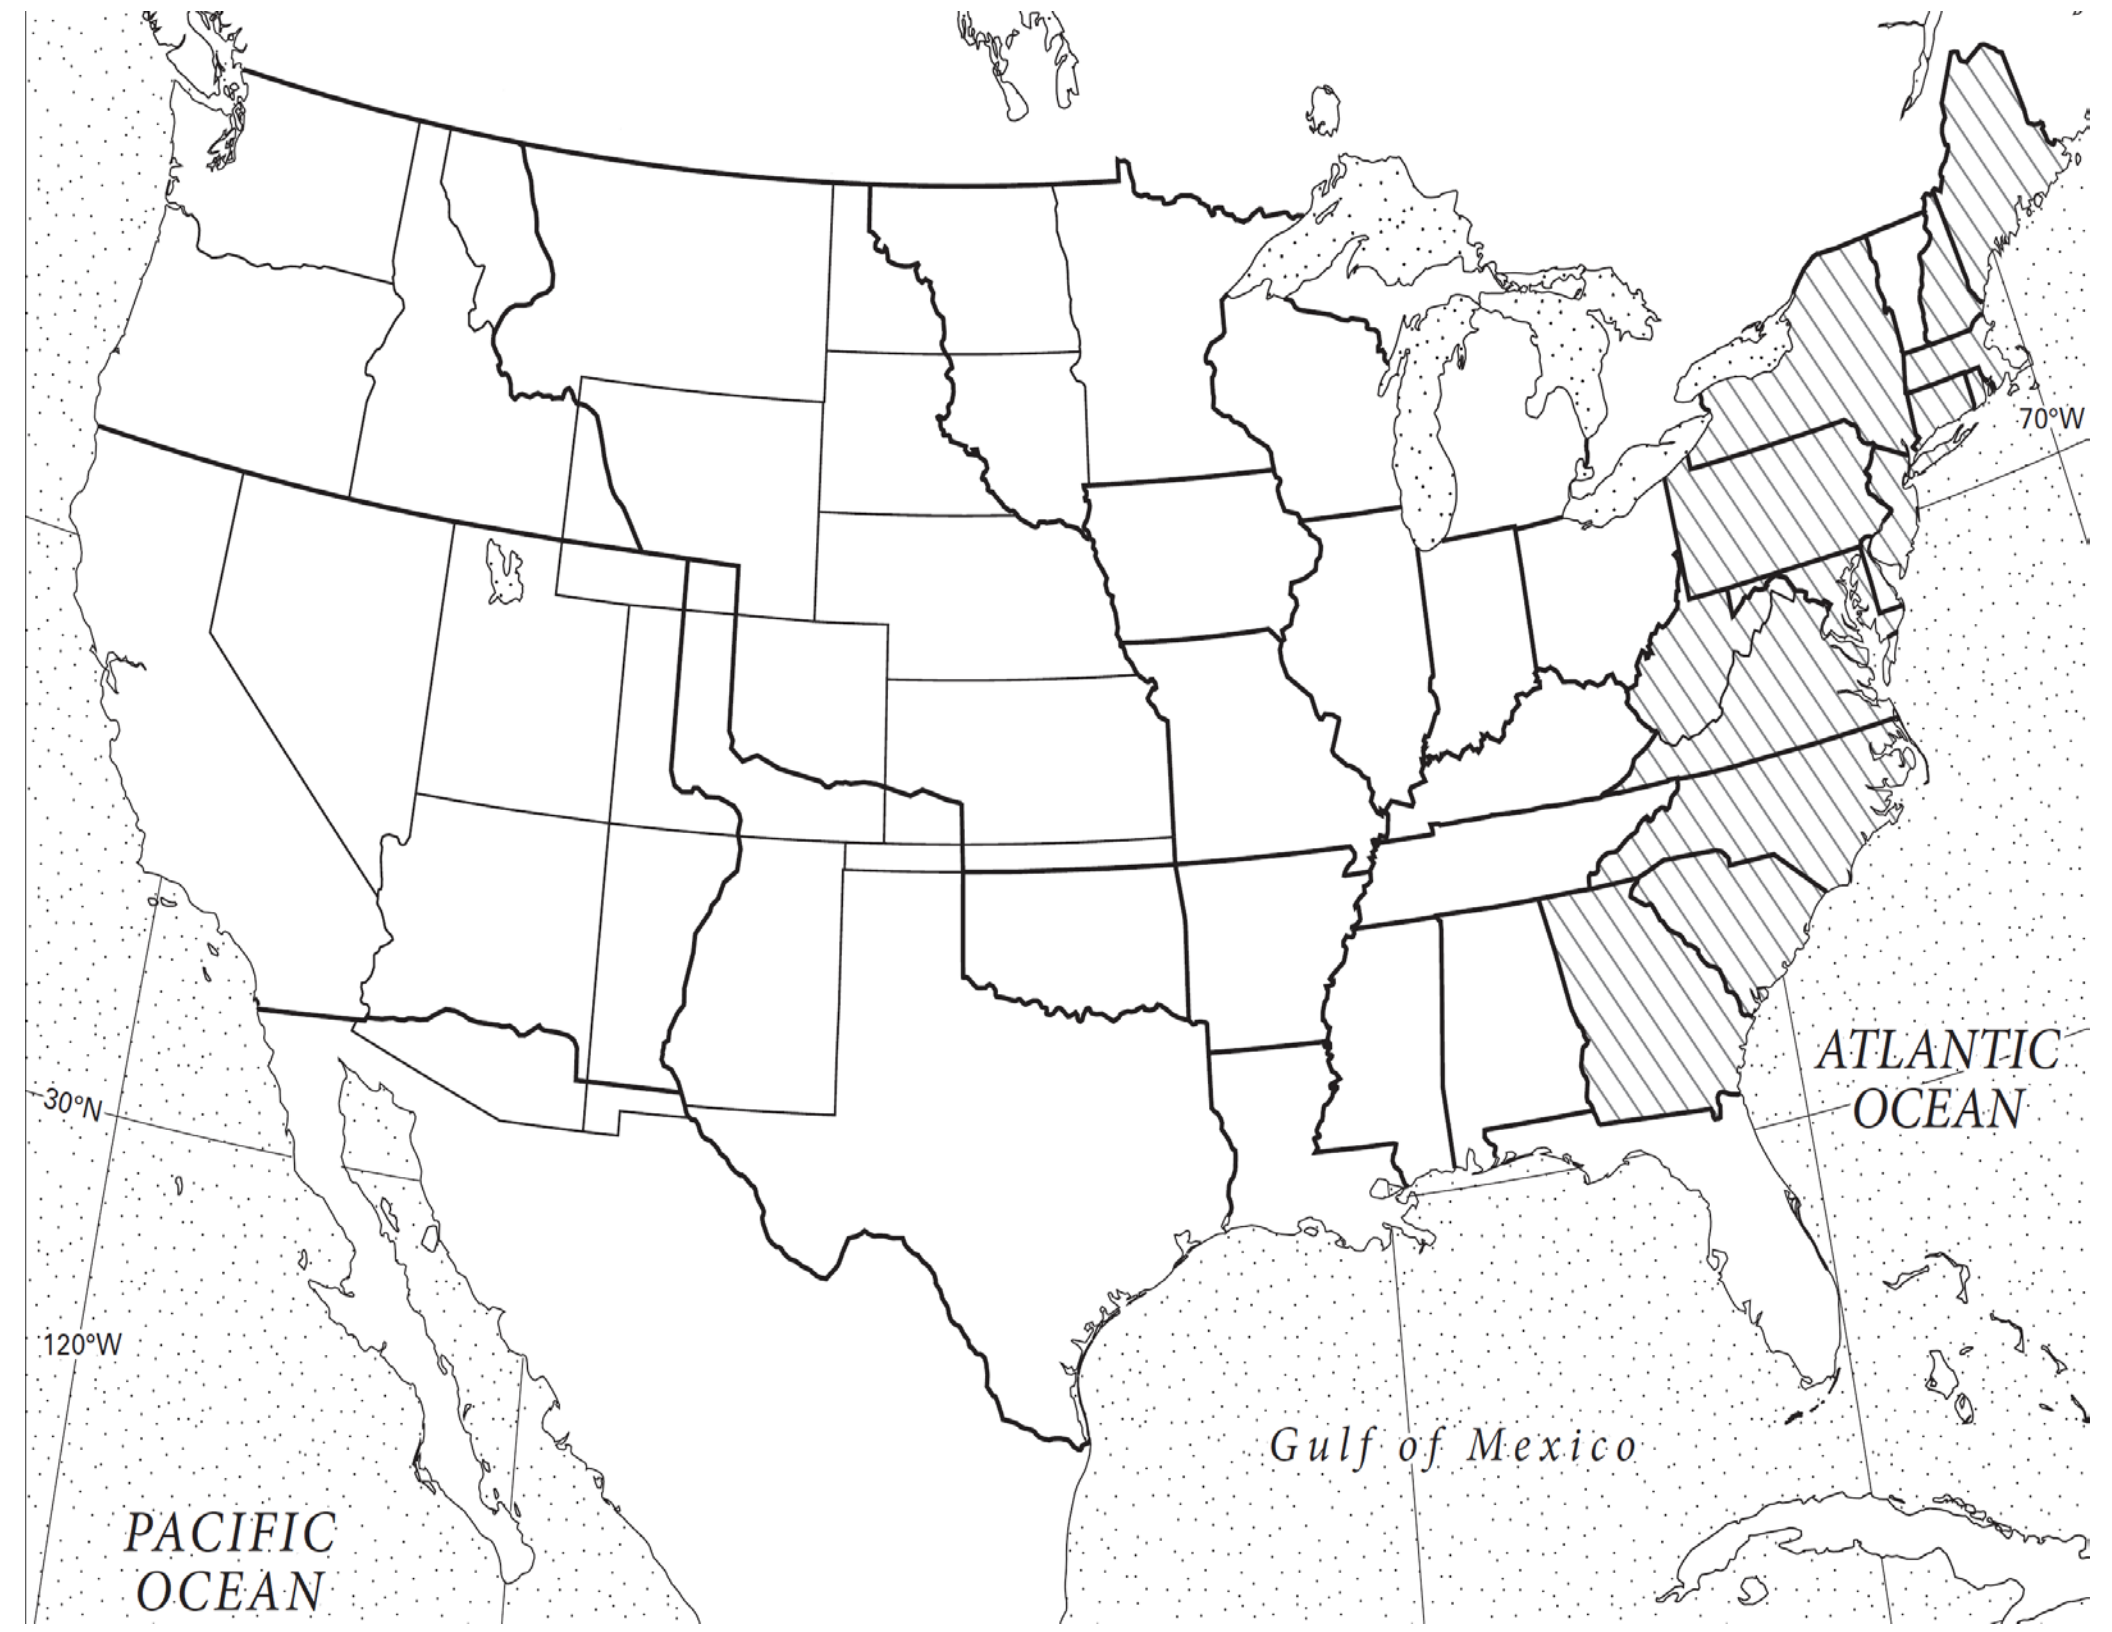 70°W
ATLANTIC
OCEAN
30°N
120°W
Gulf of Mexico
PACIFIC
OCEAN